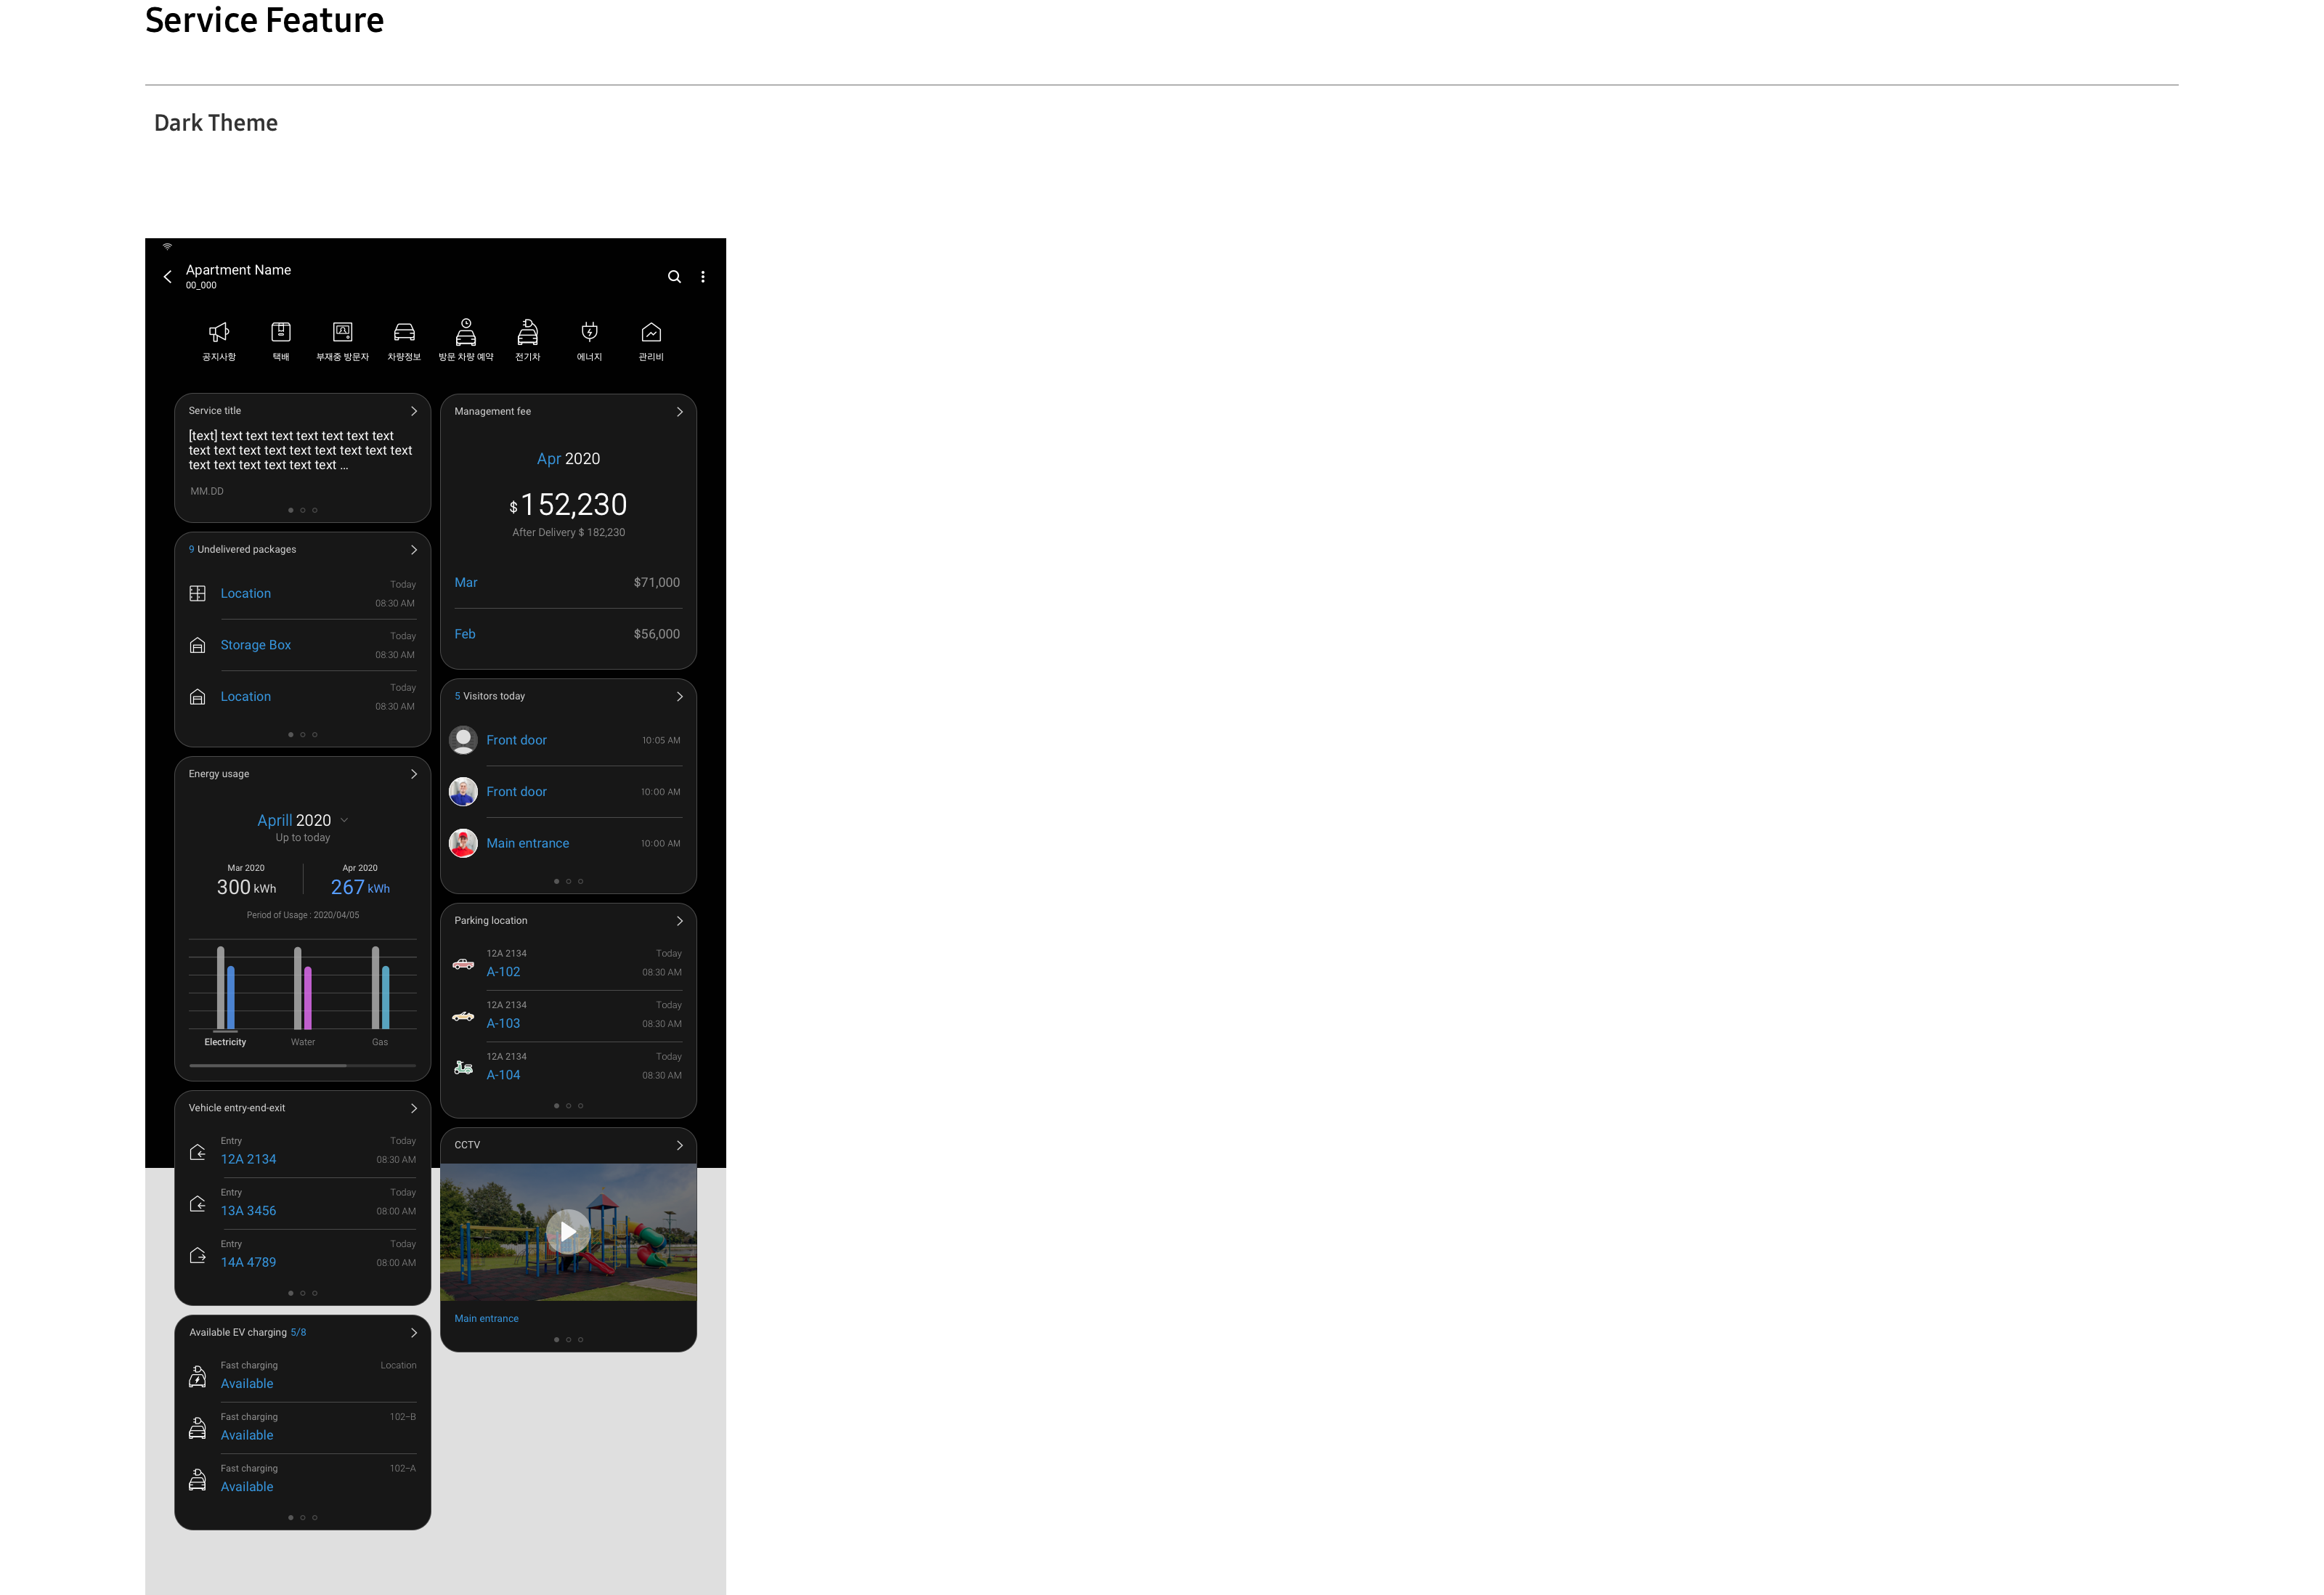 Service Feature
Dark Theme
Apartment Name
00_000
공지사항
택배
부재중 방문자
차량정보
방문 차량 예약
전기차
에너지
관리비
Service title
[text] text text text text text text text
text text text text text text text text text
text text text text text text ...
MM.DD
9 Undelivered packages
Location
Today
08:30 AM
Storage Box
Today
08:30 AM
Location
Today
08:30 AM
Energy usage
Aprill 2020
Up to today
Mar 2020
300 kWh
Apr 2020
267 kWh
Period of Usage : 2020/04/05
Electricity
Water
Gas
Vehicle entry-end-exit
Entry
Today
12A 2134
08:30 AM
Entry
Today
13A 3456
08:00 AM
Entry
Today
14A 4789
08:00 AM
Available EV charging 5/8
Fast charging
Location
Available
Fast charging
102-B
Available
Fast charging
102-A
Available
Management fee
Apr 2020
$152,230
After Delivery $ 182,230
Mar
$71,000
Feb
$56,000
5 Visitors today
Front door
10:05 AM
Front door
10:00 AM
Main entrance
10:00 AM
Parking location
12A 2134
Today
A-102
08:30 AM
12A 2134
Today
A-103
08:30 AM
12A 2134
Today
A-104
08:30 AM
CCTV
Main entrance